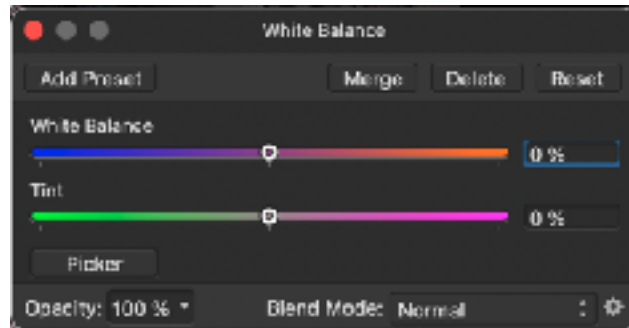 White Balance
Add Preset Merge Delete Reset
White Balance
0 %
Tint
0 %
Picker
Opacity: 100 % Blend Mode: Normal